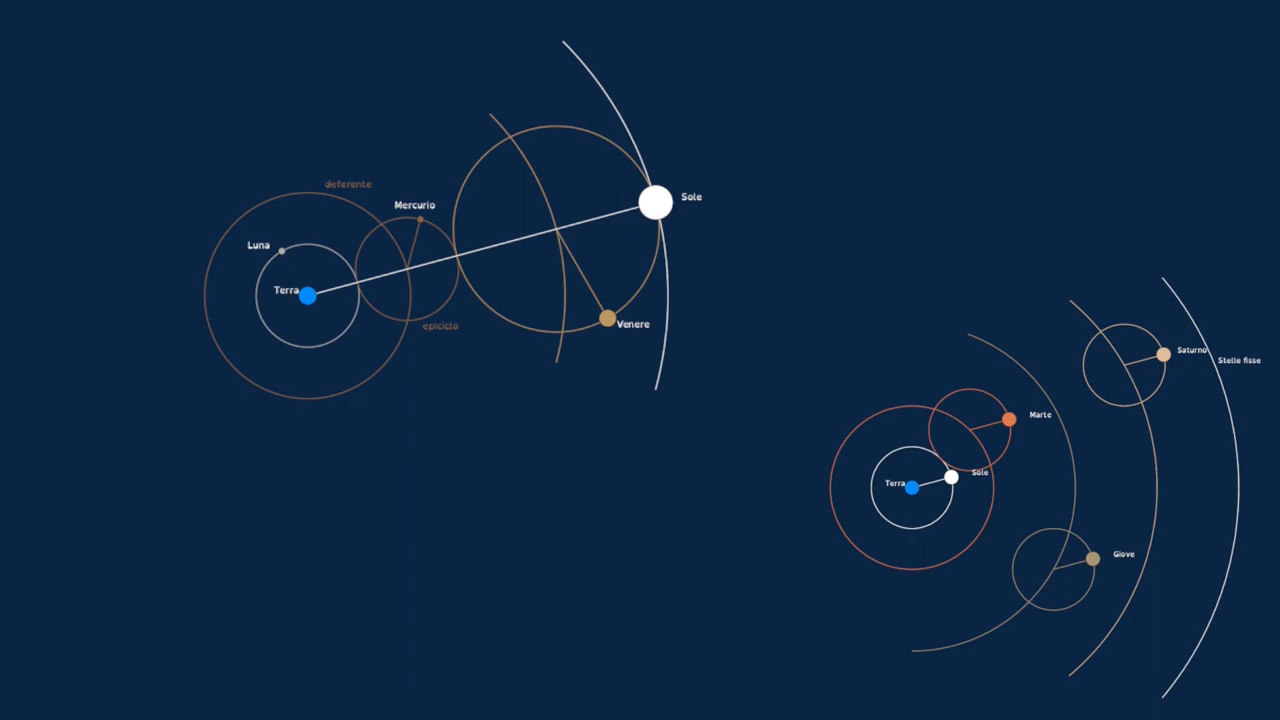 deferente
Mercurio
Sole
Luna
Terra
Venere
epiciclo
Saturno
Stelle fisse
Marte
Sole
Terra
Giove